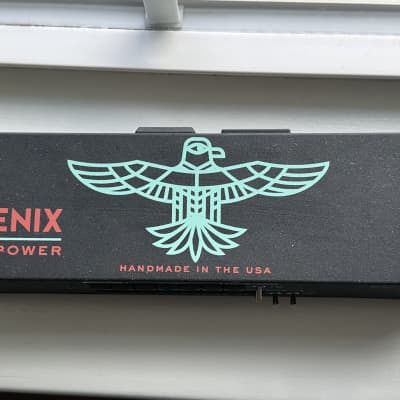 ENIX
POWER
HANDMADE IN THE USA